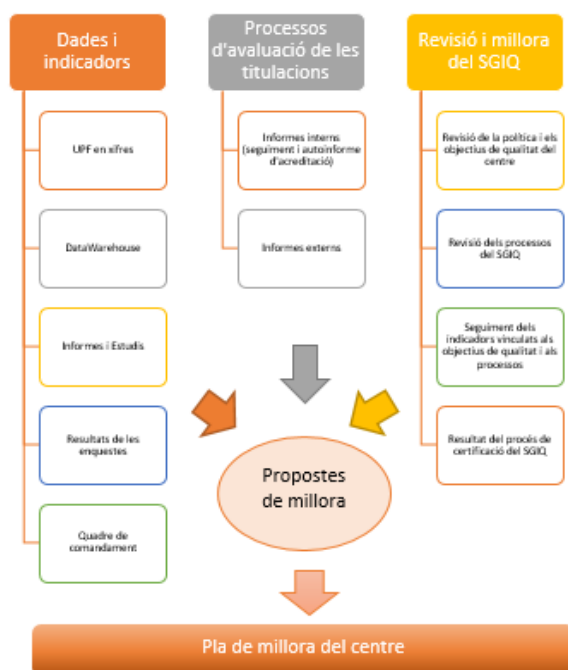 Dades i
indicadors
UPF en xifres
DataWarehouse
Informes i Estudis
Resultats de les
enquestes
Quadre de
comandament
Processos
d'avaluació de les
titulacions
Informes interns
(seguiment i autoinforme
d'acreditació)
Informes externs
Revisió i millora
del SGIQ
Revisió de la política i els
objectius de qualitat del
centre
Revisió dels processos
del SGIQ
Seguiment dels
indicadors vinculats als
objectius de qualitat i als
processos
Resultat del procés de
certificació del SGIQ
Propostes
de millora
Pla de millora del centre